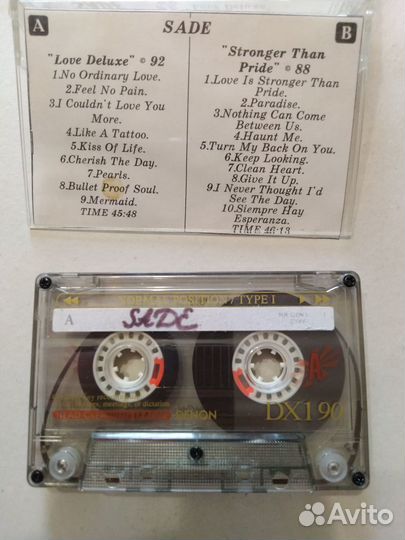 A
SADE
B
"Love Deluxe" © 92
1.No Ordinary Love.
2.Feel No Pain.
3.I Couldn't Love You
More.
4.Like A Tattoo.
5.Kiss Of Life.
6.Cherish The Day.
7.Pearls.
8.Bullet Proof Soul.
9.Mermaid.
TIME 45:48
"Stronger Than
Pride" © 88
1.Love Is Stronger Than
Pride.
2.Paradise.
3.Nothing Can Come
Between Us.
4.Haunt Me.
5.Turn My Back On You.
6.Keep Looking.
7.Clean Heart.
8.Give It Up.
9.I Never Thought I'd
See The Day.
10.Siempre Hay
Esperanza.
TIME 46:13
NORMAL POSITION / TYPE I
A
SADE
A
or dictation
DENON
DX1 90
Avito